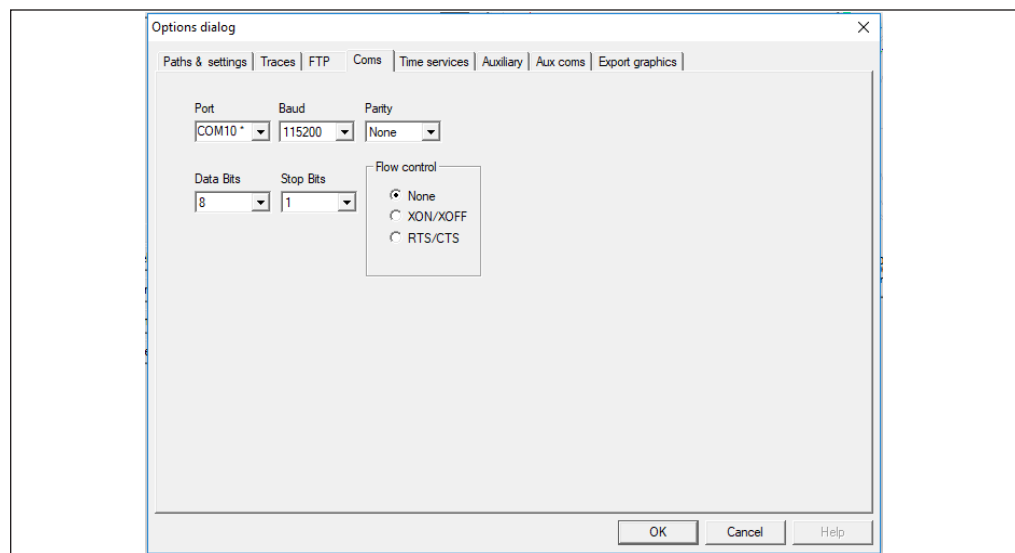 Options dialog
Paths & settings Traces FTP Coms Time services Auxiliary Aux coms Export graphics
Port Baud Parity
COM10 * 115200 None
Data Bits Stop Bits Flow control
8 1 None
XON/XOFF
RTS/CTS
OK Cancel Help